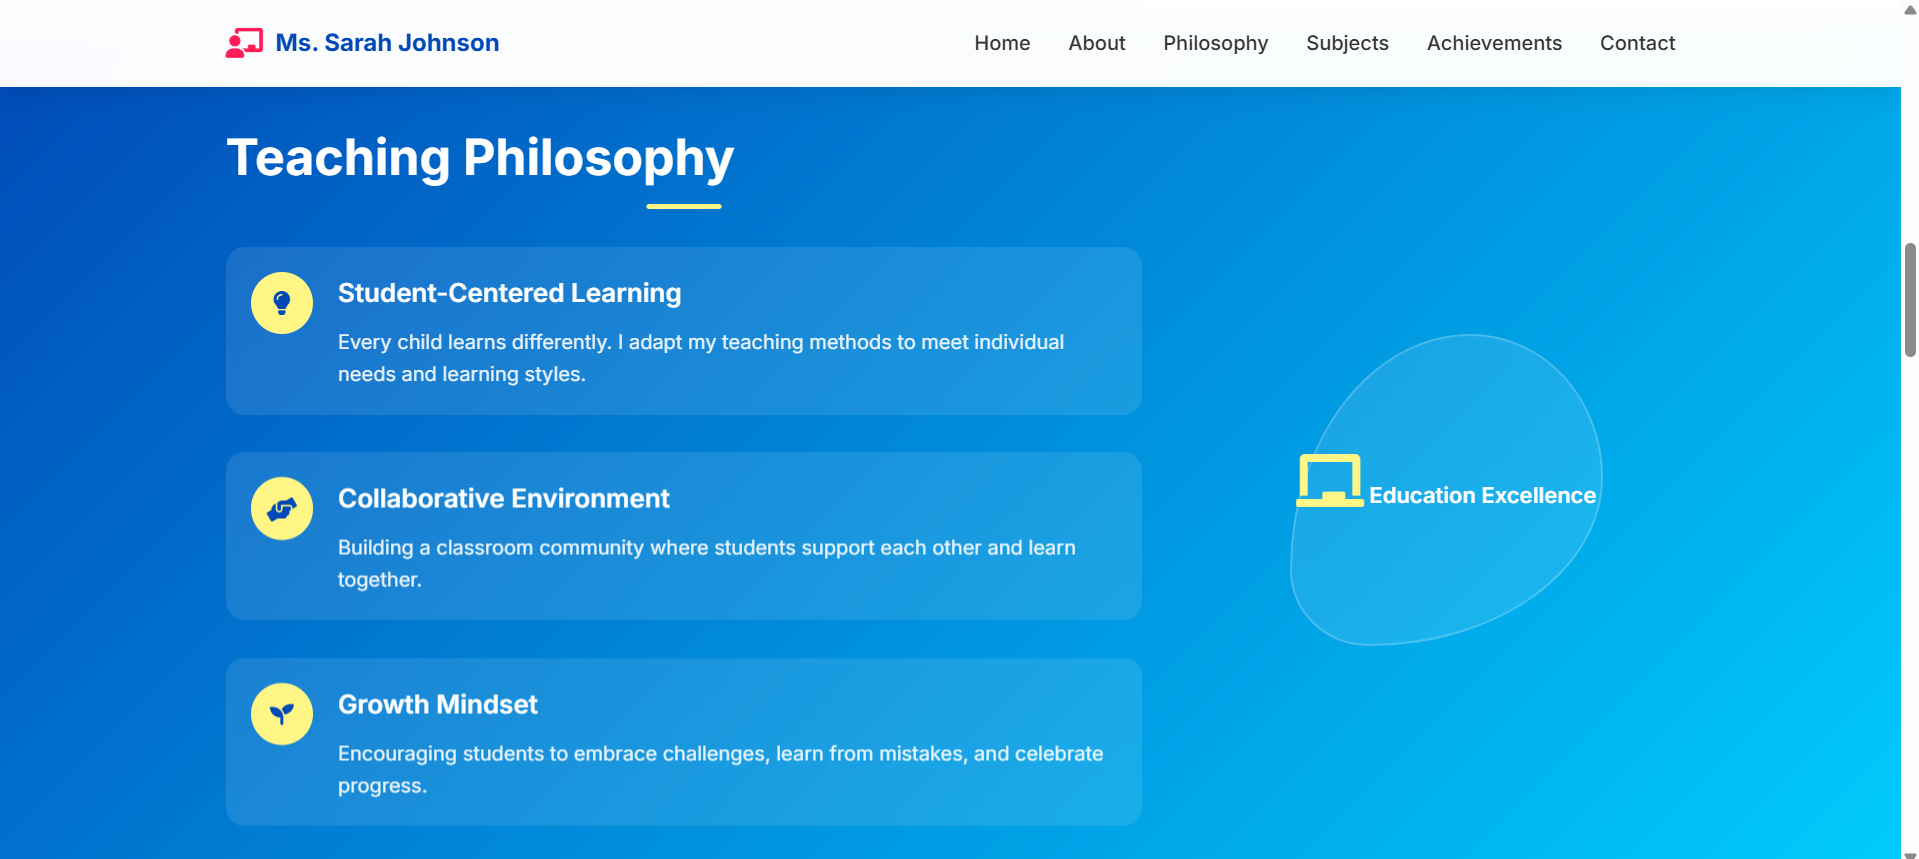 Ms. Sarah Johnson
Home
About
Philosophy
Subjects
Achievements
Contact
Teaching Philosophy
Student-Centered Learning
Every child learns differently. I adapt my teaching methods to meet individual
needs and learning styles.
Collaborative Environment
Building a classroom community where students support each other and learn
together.
Growth Mindset
Encouraging students to embrace challenges, learn from mistakes, and celebrate
progress.
Education Excellence